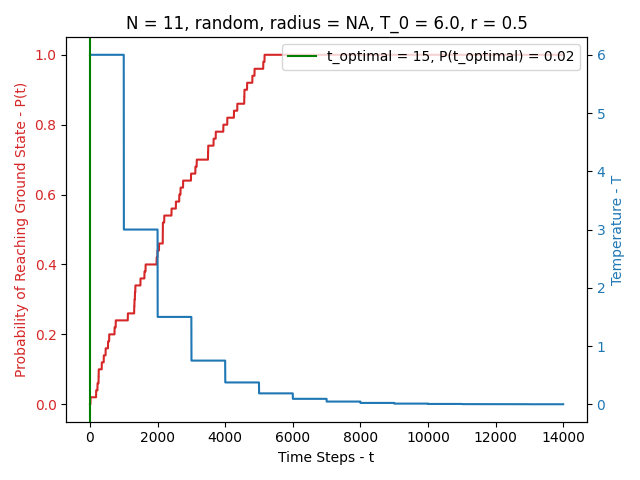 N = 11, random, radius = NA, T_0 = 6.0, r = 0.5
t_optimal = 15, P(t_optimal) = 0.02
Probability of Reaching Ground State - P(t)
1.0
0.8
0.6
0.4
0.2
0.0
6
5
4
3
2
1
0
Temperature - T
0 2000 4000 6000 8000 10000 12000 14000
Time Steps - t